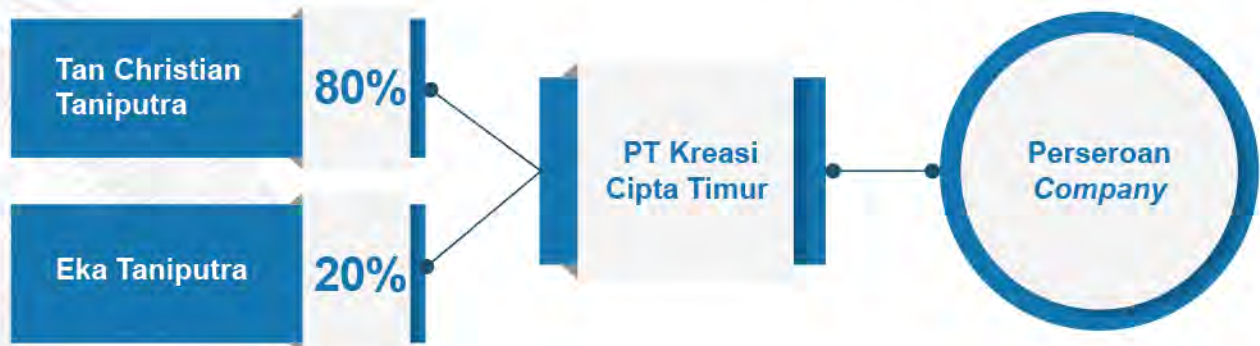 Tan Christian
Taniputra
80%
Eka Taniputra
20%
PT Kreasi
Cipta Timur
Perseroan
Company